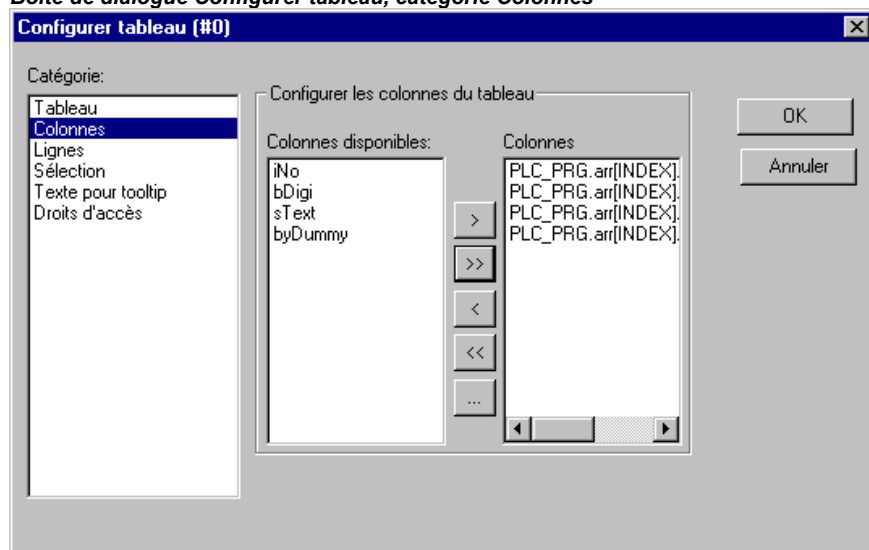 Boîte de dialogue Configurer tableau, catégorie Colonnes
Configurer tableau (#0)
Catégorie:
Tableau
Colonnes
Lignes
Sélection
Texte pour tooltip
Droits d'accès
Configurer les colonnes du tableau
Colonnes disponibles:
iNo
bDigi
sText
byDummy
>
>>
<
<<
...
Colonnes
PLC_PRG.arr[INDEX].
PLC_PRG.arr[INDEX].
PLC_PRG.arr[INDEX].
PLC_PRG.arr[INDEX].
OK
Annuler